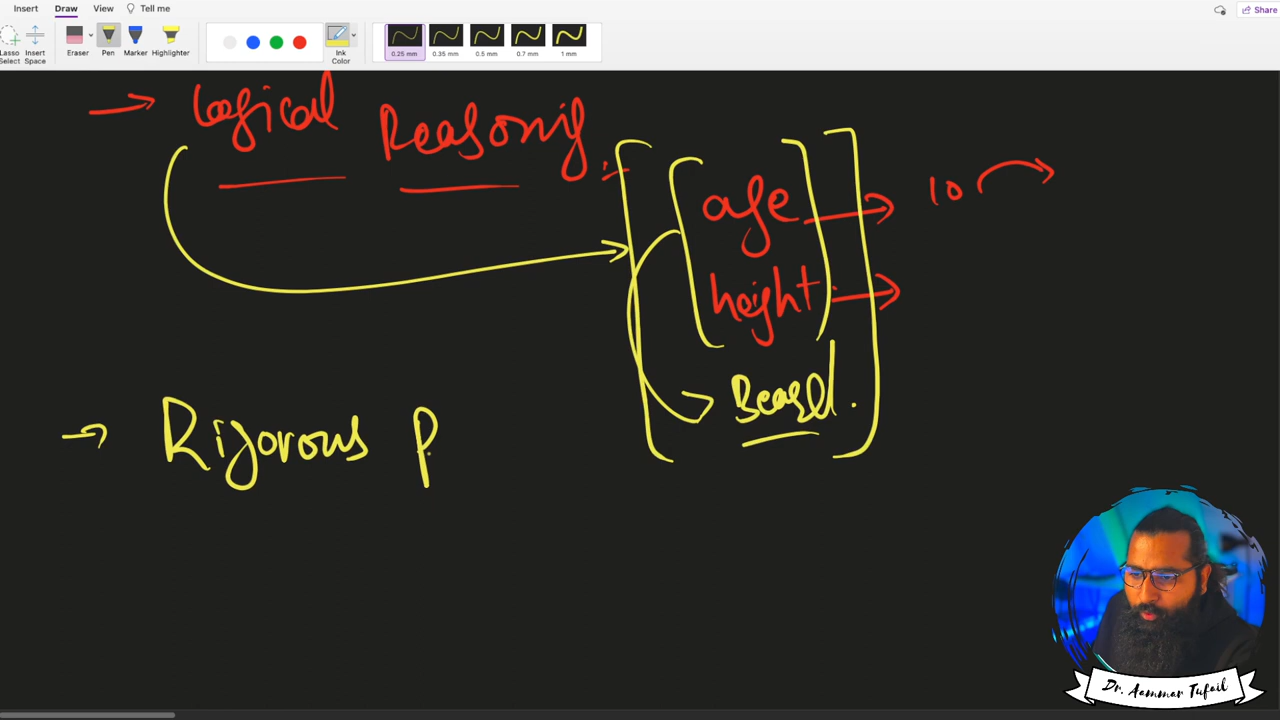 Insert Draw View Tell me
Share
Lasso Select
Insert Space
Eraser
Pen
Marker
Highlighter
Ink Color
0.25 mm
0.35 mm
0.5 mm
0.7 mm
1 mm
→ Logical Reasoning :-
age → 10
height →
Beard.
→ Rigorous p
Dr. Aammar Tufail